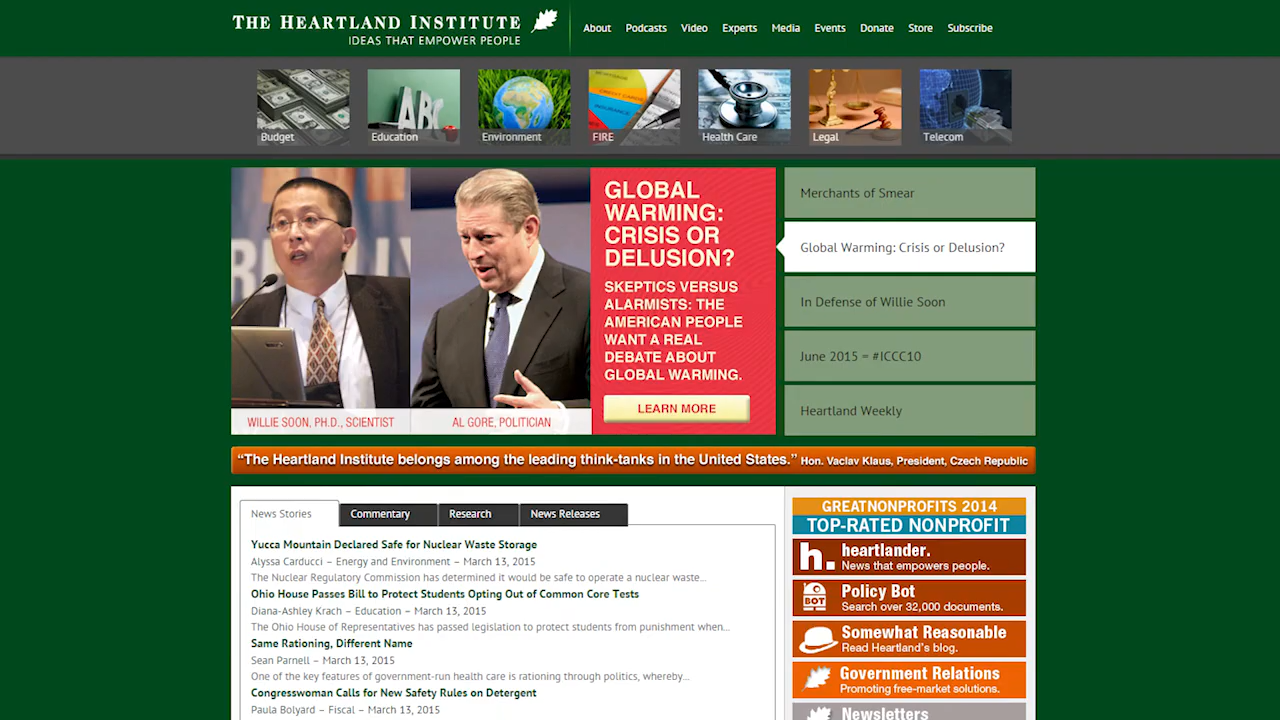 THE HEARTLAND INSTITUTE
IDEAS THAT EMPOWER PEOPLE
About Podcasts Video Experts Media Events Donate Store Subscribe
Budget Education Environment FIRE Health Care Legal Telecom
GLOBAL
WARMING:
CRISIS OR
DELUSION?
SKEPTICS VERSUS
ALARMISTS: THE
AMERICAN PEOPLE
WANT A REAL
DEBATE ABOUT
GLOBAL WARMING.
LEARN MORE
WILLIE SOON, PH.D., SCIENTIST
AL GORE, POLITICIAN
Merchants of Smear
Global Warming: Crisis or Delusion?
In Defense of Willie Soon
June 2015 = #ICCC10
Heartland Weekly
“The Heartland Institute belongs among the leading think-tanks in the United States.” Hon. Vaclav Klaus, President, Czech Republic
News Stories Commentary Research News Releases
Yucca Mountain Declared Safe for Nuclear Waste Storage
Alyssa Carducci – Energy and Environment – March 13, 2015
The Nuclear Regulatory Commission has determined it would be safe to operate a nuclear waste...
Ohio House Passes Bill to Protect Students Opting Out of Common Core Tests
Diana-Ashley Krach – Education – March 13, 2015
The Ohio House of Representatives has passed legislation to protect students from punishment when...
Same Rationing, Different Name
Sean Parnell – March 13, 2015
One of the key features of government-run health care is rationing through politics, whereby...
Congresswoman Calls for New Safety Rules on Detergent
Paula Bolyard – Fiscal – March 13, 2015
GREATNONPROFITS 2014
TOP-RATED NONPROFIT
h. heartlander.
News that empowers people.
BOT
Policy Bot
Search over 32,000 documents.
Somewhat Reasonable
Read Heartland's blog.
Government Relations
Promoting free-market solutions.
Newsletters